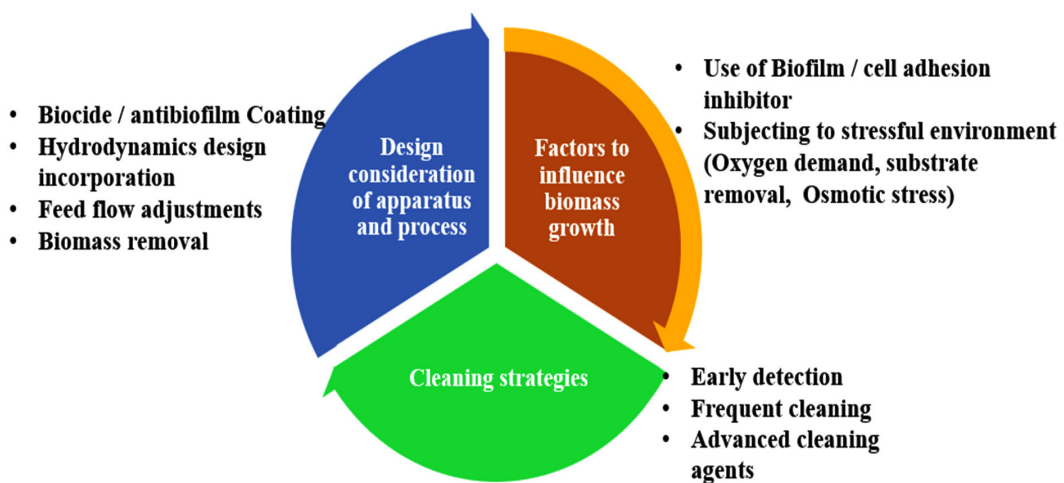 • Biocide / antibiofilm Coating
• Hydrodynamics design
incorporation
• Feed flow adjustments
• Biomass removal
Design
consideration
of apparatus
and process
Factors to
influence
biomass
growth
• Use of Biofilm / cell adhesion
inhibitor
• Subjecting to stressful environment
(Oxygen demand, substrate
removal, Osmotic stress)
Cleaning strategies
• Early detection
• Frequent cleaning
• Advanced cleaning
agents